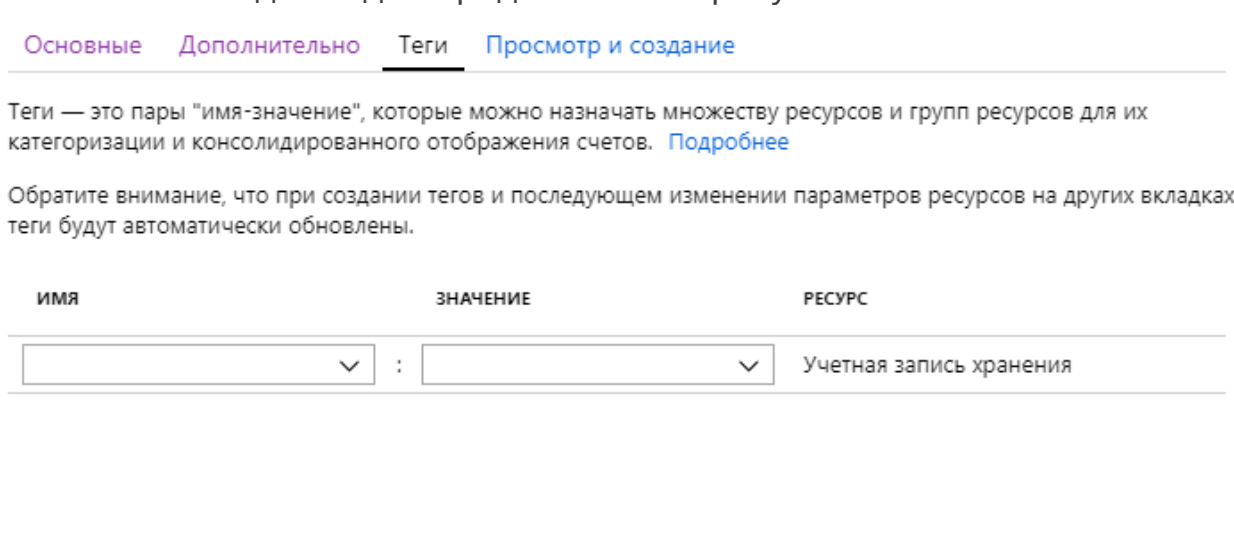 Основные Дополнительно Теги Просмотр и создание
Теги — это пары "имя-значение", которые можно назначать множеству ресурсов и групп ресурсов для их
категоризации и консолидированного отображения счетов. Подробнее
Обратите внимание, что при создании тегов и последующем изменении параметров ресурсов на других вкладках
теги будут автоматически обновлены.
ИМЯ ЗНАЧЕНИЕ РЕСУРС
: Учетная запись хранения